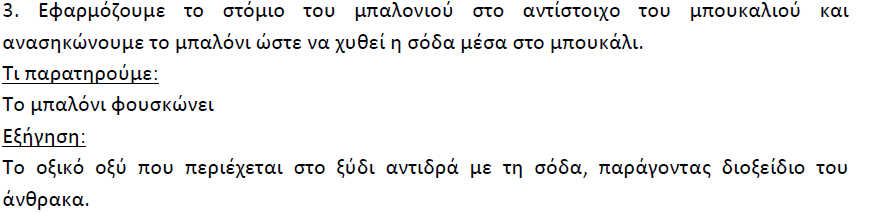 3. Εφαρμόζουμε το στόμιο του μπαλονιού στο αντίστοιχο του μπουκαλιού και
ανασηκώνουμε το μπαλόνι ώστε να χυθεί η σόδα μέσα στο μπουκάλι.
Τι παρατηρούμε:
Το μπαλόνι φουσκώνει
Εξήγηση:
Το οξικό οξύ που περιέχεται στο ξύδι αντιδρά με τη σόδα, παράγοντας διοξείδιο του
άνθρακα.